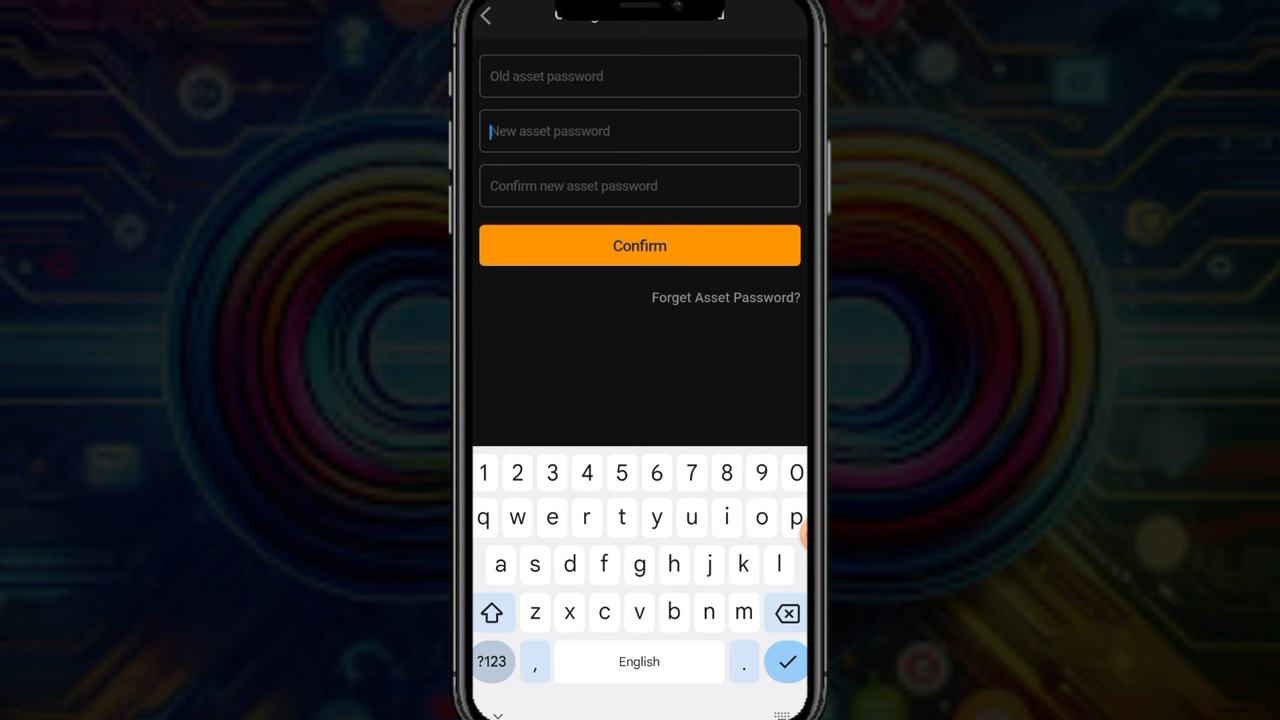 Old asset password
New asset password
Confirm new asset password
Confirm
Forget Asset Password?
1 2 3 4 5 6 7 8 9 0
q w e r t y u i o p
a s d f g h j k l
z x c v b n m
?123 , English .